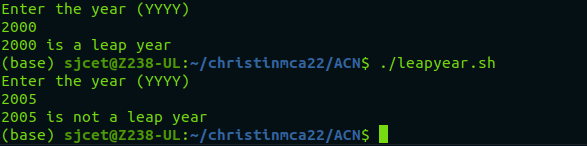 Enter the year (YYYY)
2000
2000 is a leap year
(base) sjcet@Z238-UL:~/christinmca22/ACN$ ./leapyear.sh
Enter the year (YYYY)
2005
2005 is not a leap year
(base) sjcet@Z238-UL:~/christinmca22/ACN$